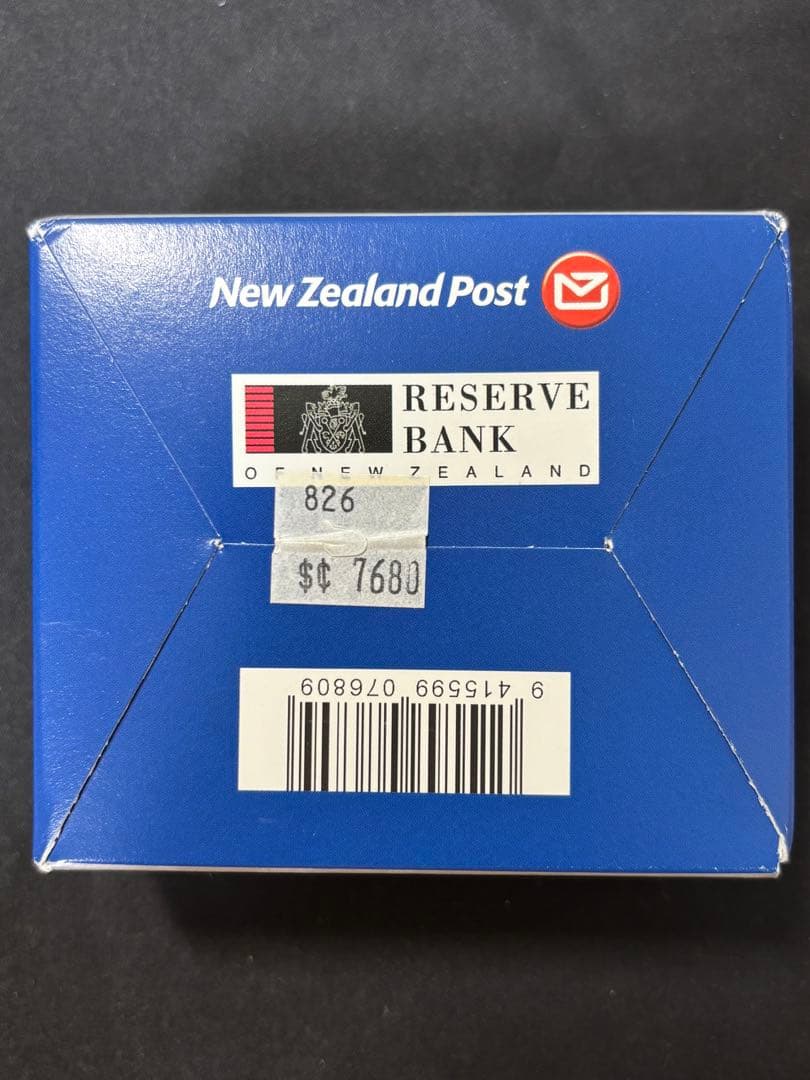 New Zealand Post
RESERVE
BANK
OF NEW ZEALAND
826
$¢ 7680
9 415599 076809